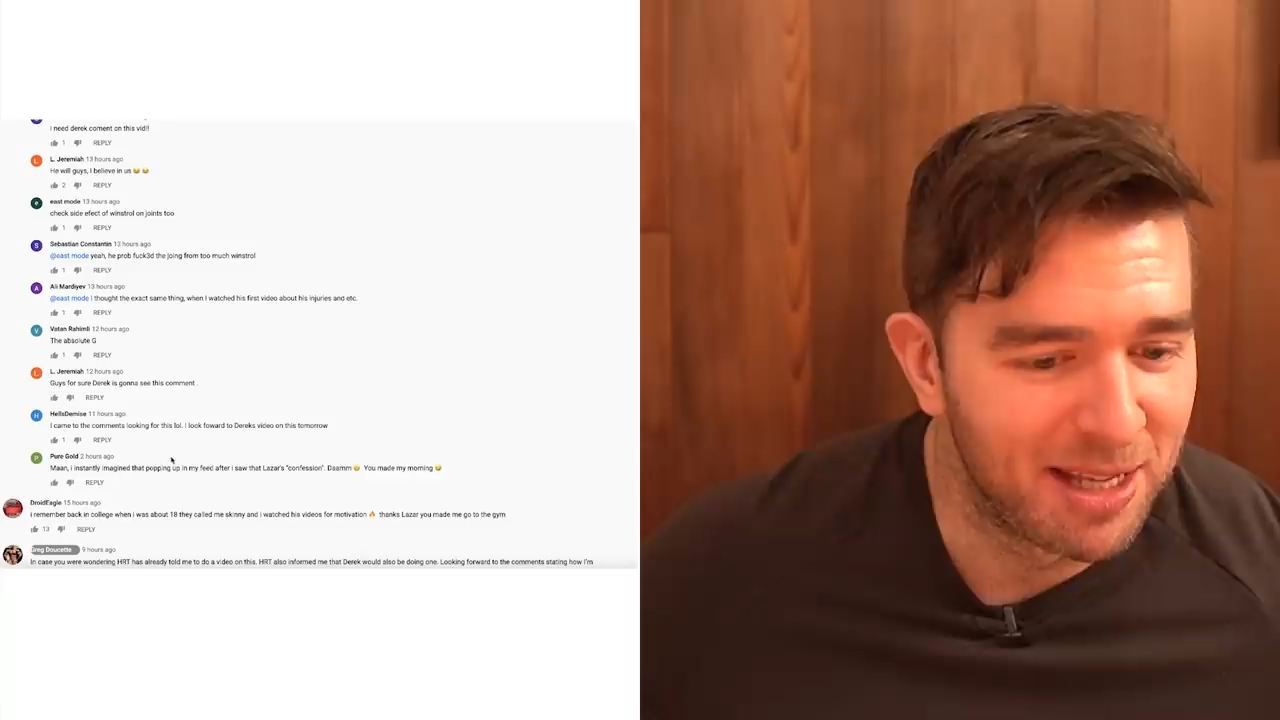 i need derek coment on this vid!!
1 REPLY
L L. Jeremiah 13 hours ago
He will guys, I believe in us 😂 😂
2 REPLY
e east mode 13 hours ago
check side efect of winstrol on joints too
1 REPLY
S Sebastian Constantin 13 hours ago
@east mode yeah, he prob fuck3d the joing from too much winstrol
1 REPLY
A Ali Mardiyev 13 hours ago
@east mode I thought the exact same thing, when I watched his first video about his injuries and etc.
1 REPLY
V Vatan Rahimli 12 hours ago
The absolute G
1 REPLY
L L. Jeremiah 12 hours ago
Guys for sure Derek is gonna see this comment .
REPLY
H HellsDemise 11 hours ago
I came to the comments looking for this lol. I look forward to Dereks video on this tomorrow
1 REPLY
P Pure Gold 2 hours ago
Maan, i instantly imagined that popping up in my feed after i saw that Lazar's "confession". Daamm 😂 You made my morning 😂
REPLY
DroidEagle 15 hours ago
i remember back in college when i was about 18 they called me skinny and i watched his videos for motivation 🔥 thanks Lazar you made me go to the gym
13 REPLY
Greg Doucette 9 hours ago
In case you were wondering HRT has already told me to do a video on this. HRT also informed me that Derek would also be doing one. Looking forward to the comments stating how I'm